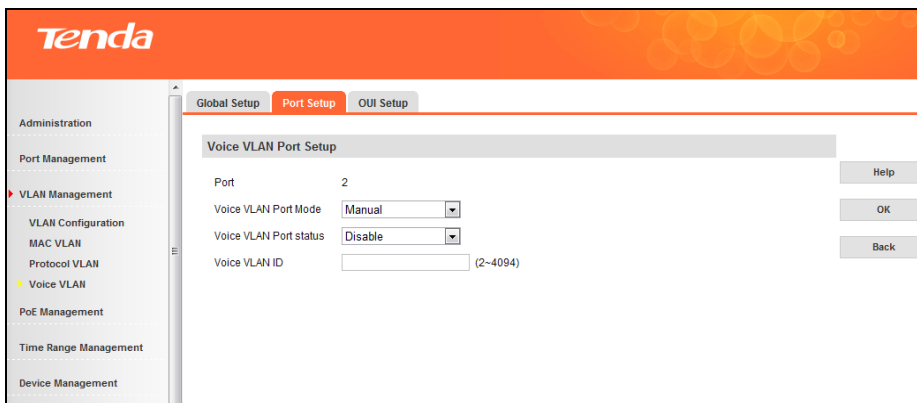 Tenda
Global Setup Port Setup OUI Setup
Administration
Port Management
VLAN Management
VLAN Configuration
MAC VLAN
Protocol VLAN
Voice VLAN
PoE Management
Time Range Management
Device Management
Voice VLAN Port Setup
Port 2
Voice VLAN Port Mode Manual
Voice VLAN Port status Disable
Voice VLAN ID (2~4094)
Help
OK
Back